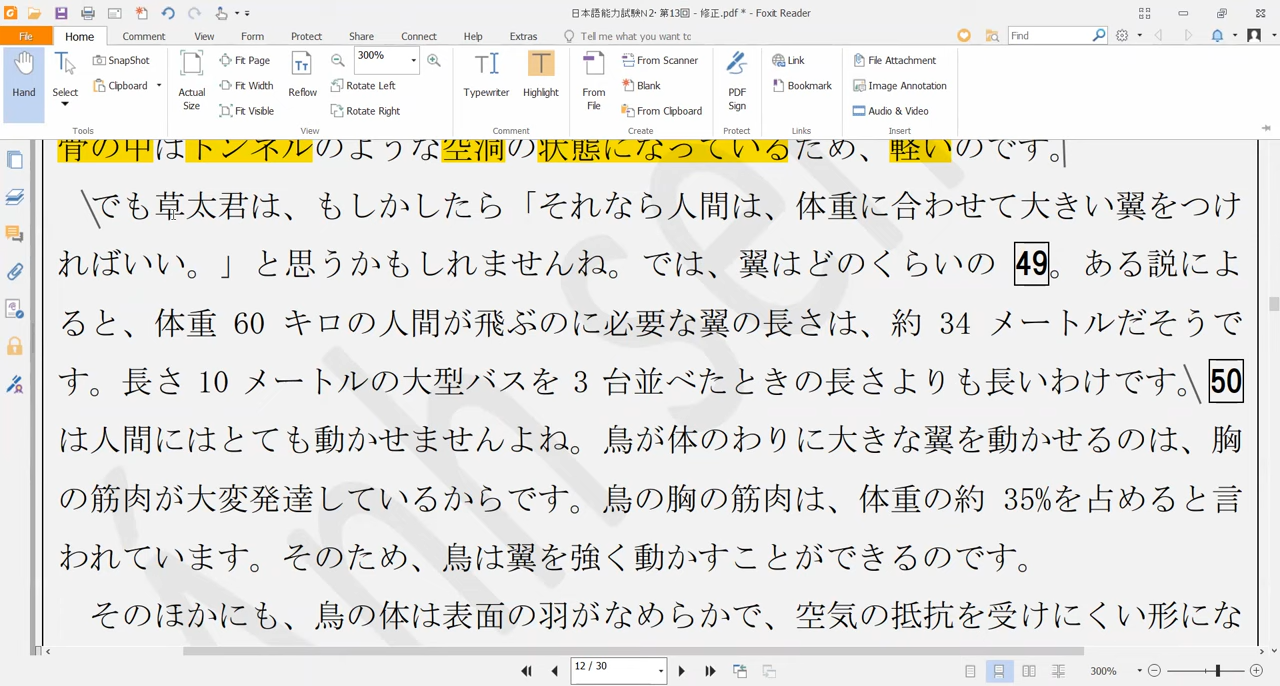 日本語能力試験N2· 第13回 - 修正.pdf * - Foxit Reader
File Home Comment View Form Protect Share Connect Help Extras Tell me what you want tc Find
Hand
Select
SnapShot
Clipboard
Tools
Actual Size
Fit Page
Fit Width
Fit Visible
Reflow
300%
Rotate Left
Rotate Right
View
Typewriter
Highlight
Comment
From File
From Scanner
Blank
From Clipboard
Create
PDF Sign
Protect
Link
Bookmark
Links
File Attachment
Image Annotation
Audio & Video
Insert
骨の中はトンネルのような空洞の状態になっているため、軽いのです。
でも草太君は、もしかしたら「それなら人間は、体重に合わせて大きい翼をつけ
ればいい。」と思うかもしれませんね。では、翼はどのくらいの 49。ある説によ
ると、体重 60 キロの人間が飛ぶのに必要な翼の長さは、約 34 メートルだそうで
す。長さ 10 メートルの大型バスを 3 台並べたときの長さよりも長いわけです。 50
は人間にはとても動かせませんよね。鳥が体のわりに大きな翼を動かせるのは、胸
の筋肉が大変発達しているからです。鳥の胸の筋肉は、体重の約 35%を占めると言
われています。そのため、鳥は翼を強く動かすことができるのです。
そのほかにも、鳥の体は表面の羽がなめらかで、空気の抵抗を受けにくい形にな
12 / 30
300%